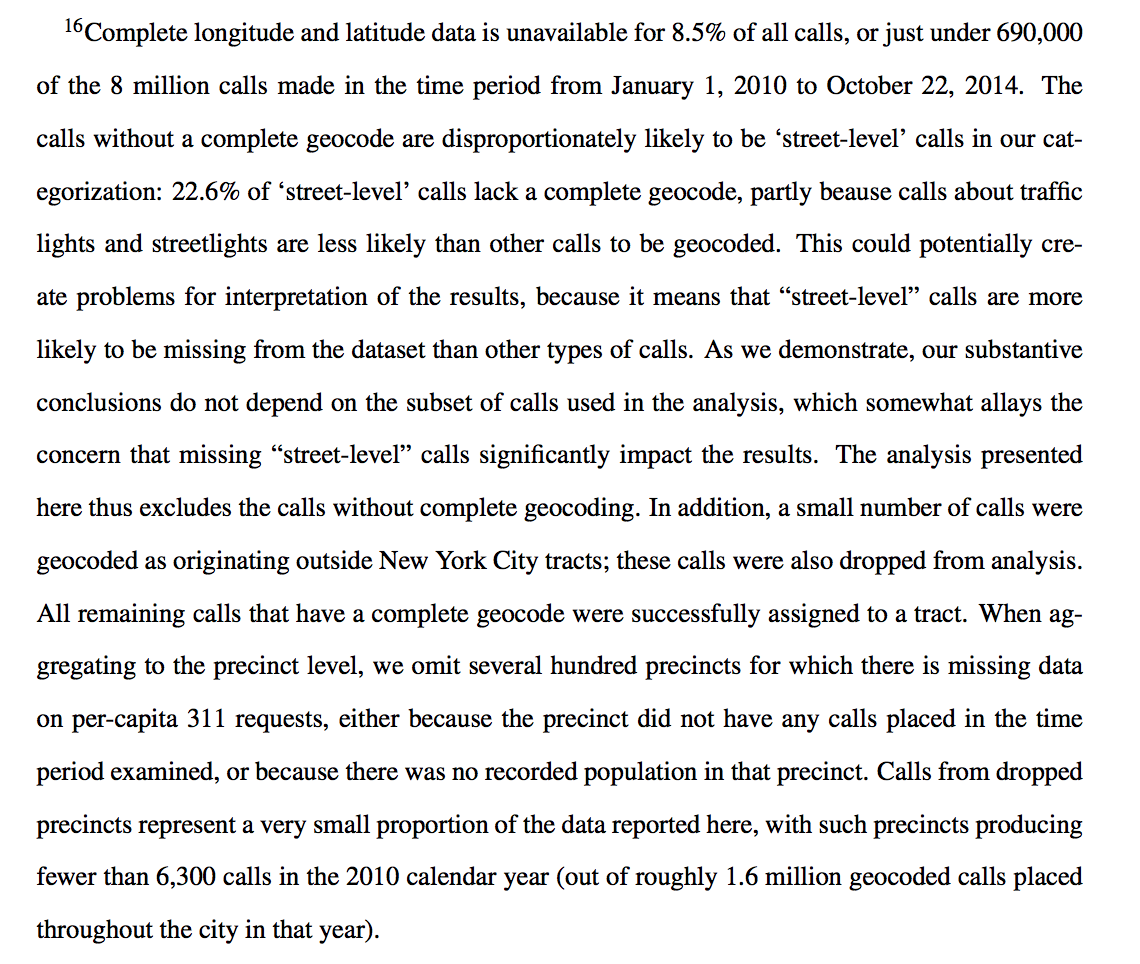 16Complete longitude and latitude data is unavailable for 8.5% of all calls, or just under 690,000
of the 8 million calls made in the time period from January 1, 2010 to October 22, 2014. The
calls without a complete geocode are disproportionately likely to be ‘street-level’ calls in our cat-
egorization: 22.6% of ‘street-level’ calls lack a complete geocode, partly beause calls about traffic
lights and streetlights are less likely than other calls to be geocoded. This could potentially cre-
ate problems for interpretation of the results, because it means that “street-level” calls are more
likely to be missing from the dataset than other types of calls. As we demonstrate, our substantive
conclusions do not depend on the subset of calls used in the analysis, which somewhat allays the
concern that missing “street-level” calls significantly impact the results. The analysis presented
here thus excludes the calls without complete geocoding. In addition, a small number of calls were
geocoded as originating outside New York City tracts; these calls were also dropped from analysis.
All remaining calls that have a complete geocode were successfully assigned to a tract. When ag-
gregating to the precinct level, we omit several hundred precincts for which there is missing data
on per-capita 311 requests, either because the precinct did not have any calls placed in the time
period examined, or because there was no recorded population in that precinct. Calls from dropped
precincts represent a very small proportion of the data reported here, with such precincts producing
fewer than 6,300 calls in the 2010 calendar year (out of roughly 1.6 million geocoded calls placed
throughout the city in that year).